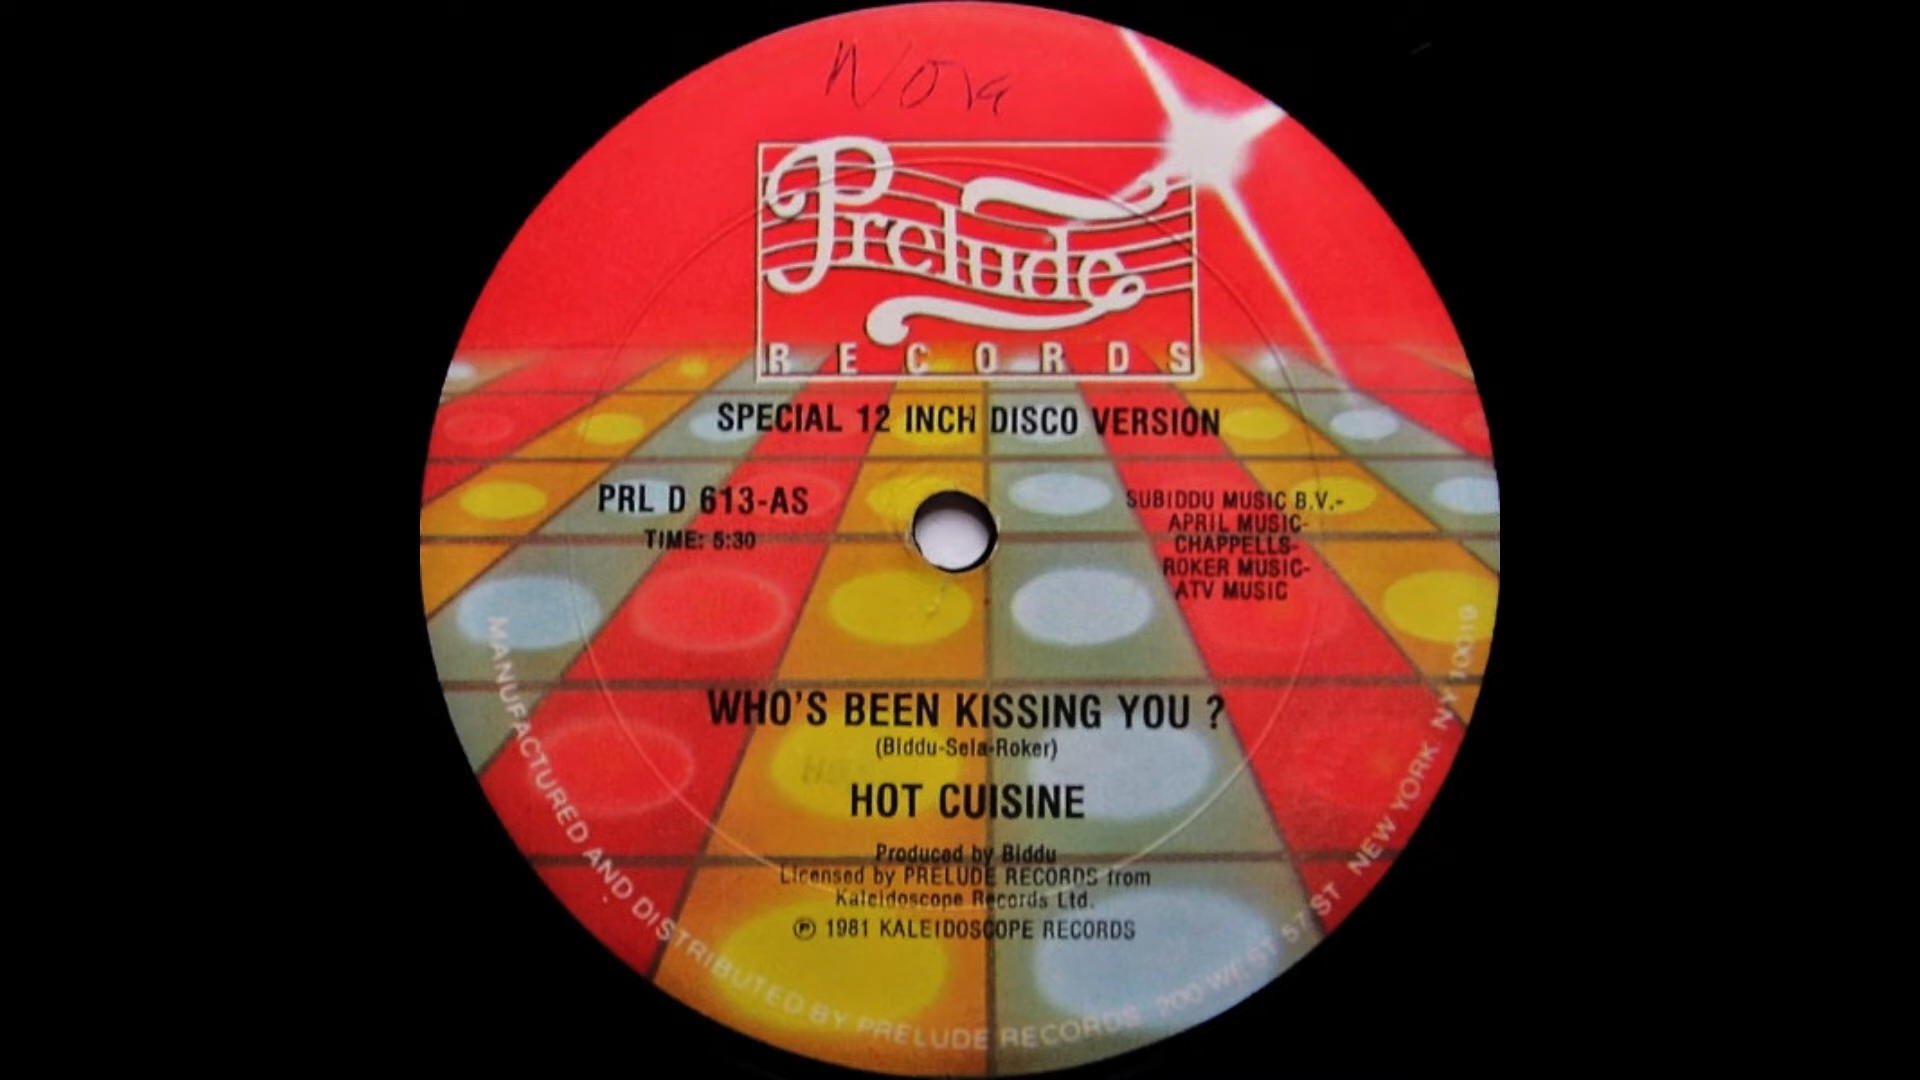 Nova
Prelude
RECORDS
SPECIAL 12 INCH DISCO VERSION
PRL D 613-AS
TIME: 5:30
SUBIDDU MUSIC B.V.-
APRIL MUSIC-
CHAPPELLS-
ROKER MUSIC-
ATV MUSIC
WHO'S BEEN KISSING YOU ?
(Biddu-Sela-Roker)
HOT CUISINE
Produced by Biddu
Licensed by PRELUDE RECORDS from
Kaleidoscope Records Ltd.
Ⓟ 1981 KALEIDOSCOPE RECORDS
MANUFACTURED AND DISTRIBUTED BY PRELUDE RECORDS 200 WEST 57 ST NEW YORK NY 10019